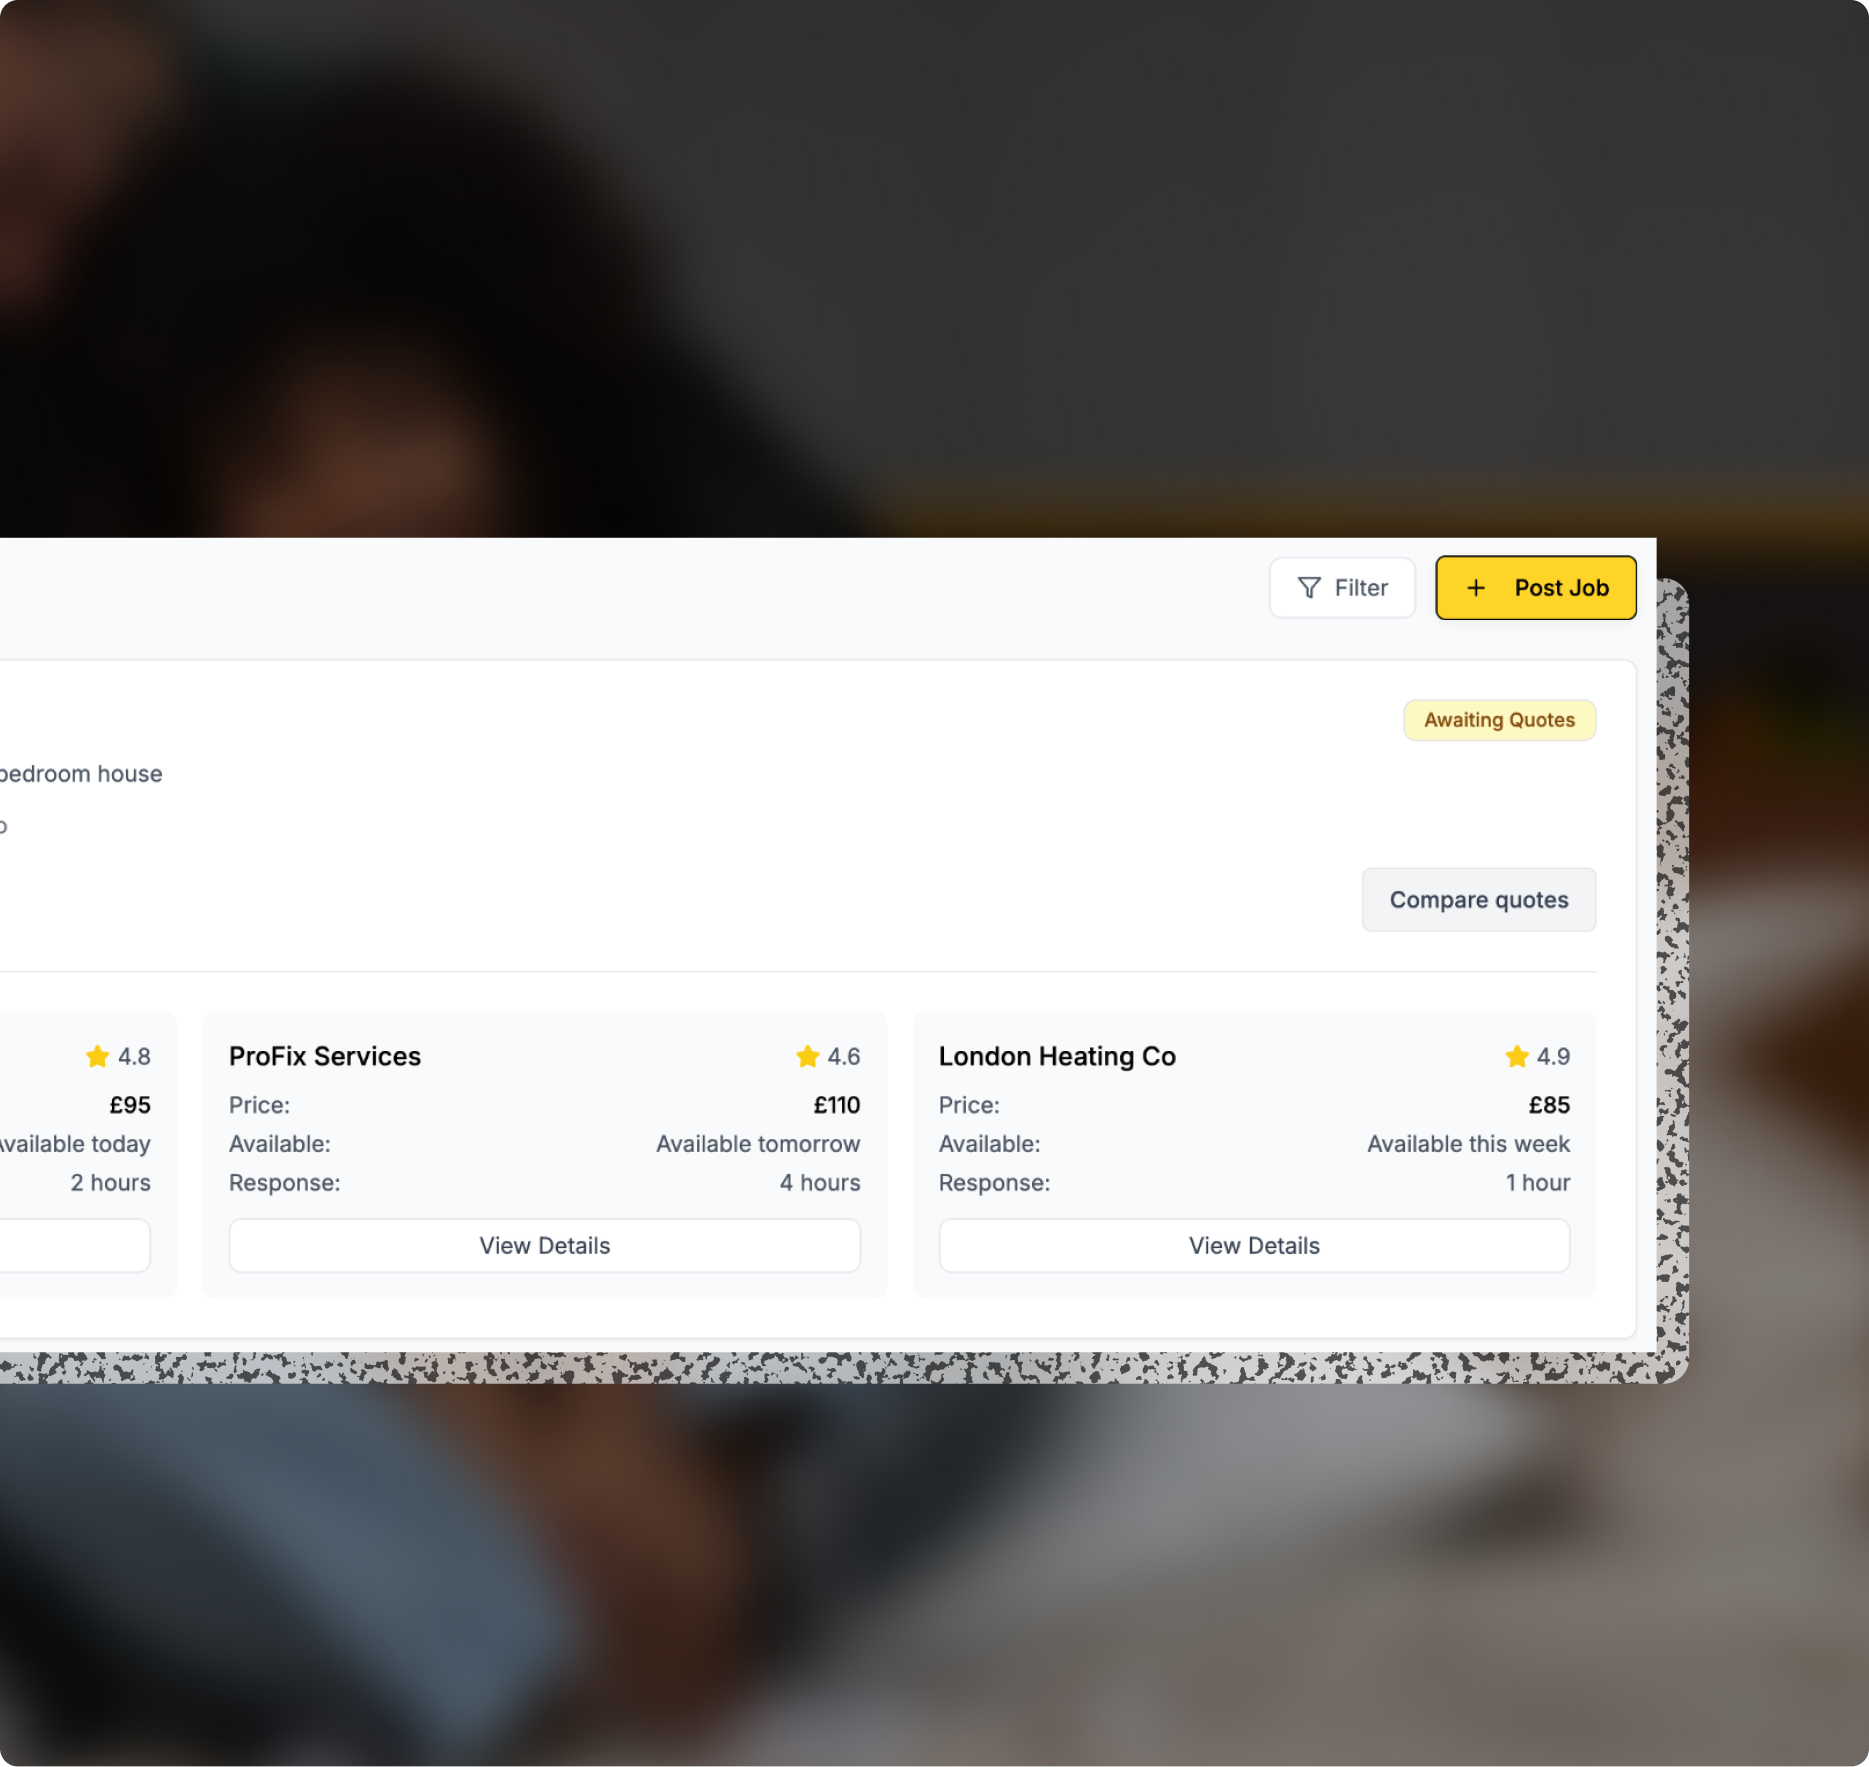 Filter
+ Post Job
Awaiting Quotes
bedroom house
Compare quotes
4.8
£95
Available today
2 hours
ProFix Services 4.6
Price: £110
Available: Available tomorrow
Response: 4 hours
View Details
London Heating Co 4.9
Price: £85
Available: Available this week
Response: 1 hour
View Details